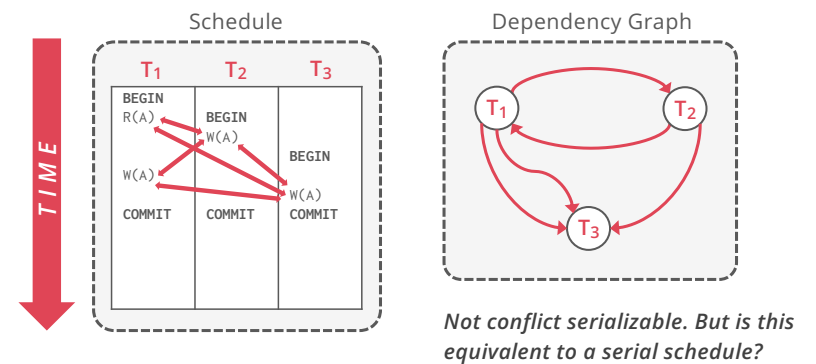 Schedule
Dependency Graph
TIME
T1 T2 T3
BEGIN
R(A) BEGIN
W(A)
BEGIN
W(A)
W(A)
COMMIT COMMIT COMMIT
T1
T2
T3
Not conflict serializable. But is this
equivalent to a serial schedule?